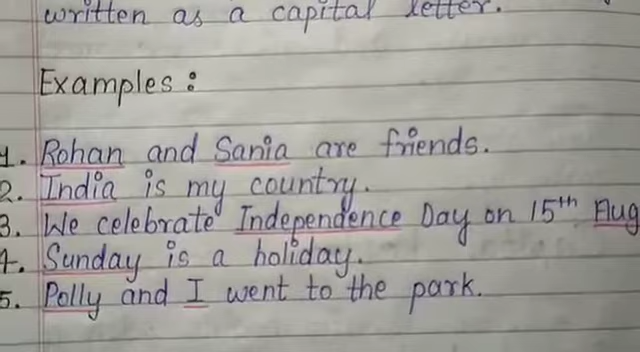 written as a capital letter.
Examples:
1. Rohan and Sania are friends.
2. India is my country.
3. We celebrate Independence Day on 15th Aug
4. Sunday is a holiday.
5. Polly and I went to the park.